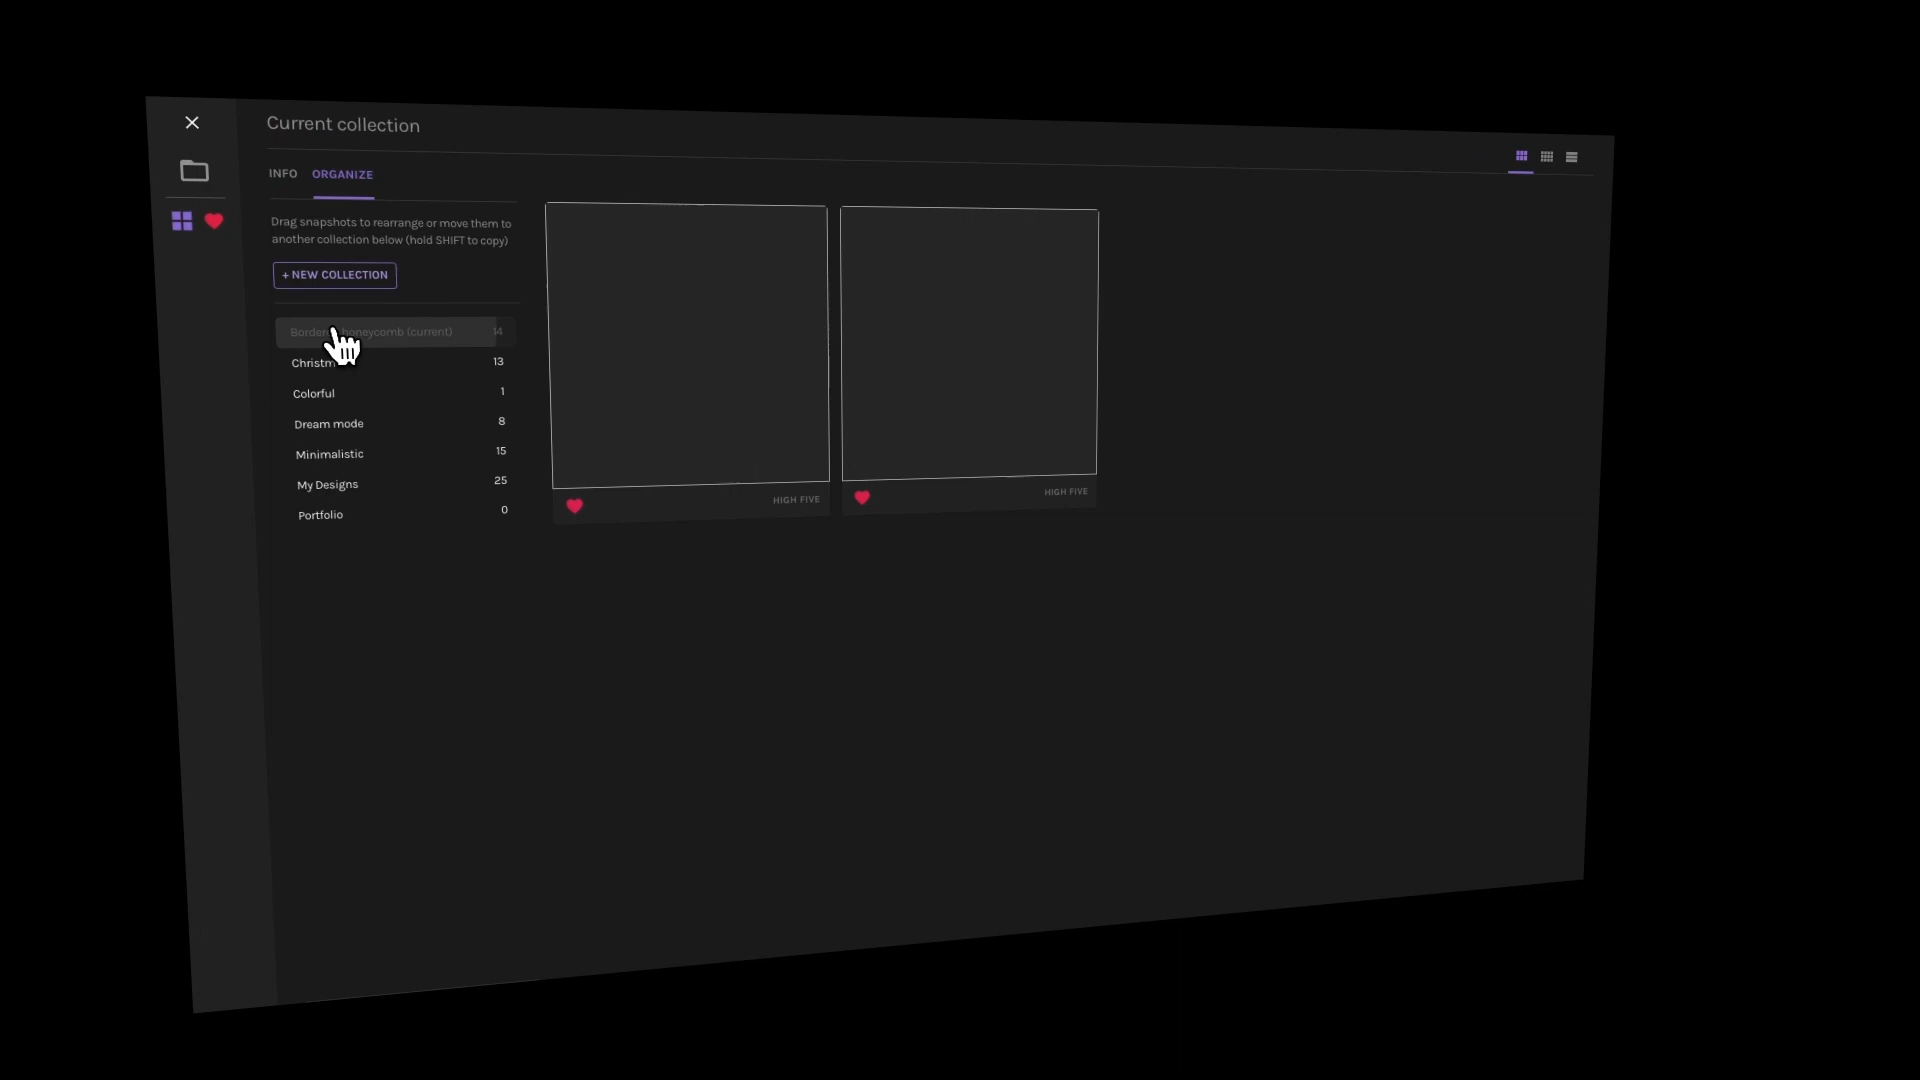 Current collection
INFO ORGANIZE
Drag snapshots to rearrange or move them to
another collection below (hold SHIFT to copy)
+ NEW COLLECTION
honeycomb (current) 14
13
Colorful 1
Dream mode 8
Minimalistic 15
My Designs 25
Portfolio 0
HIGH FIVE
HIGH FIVE